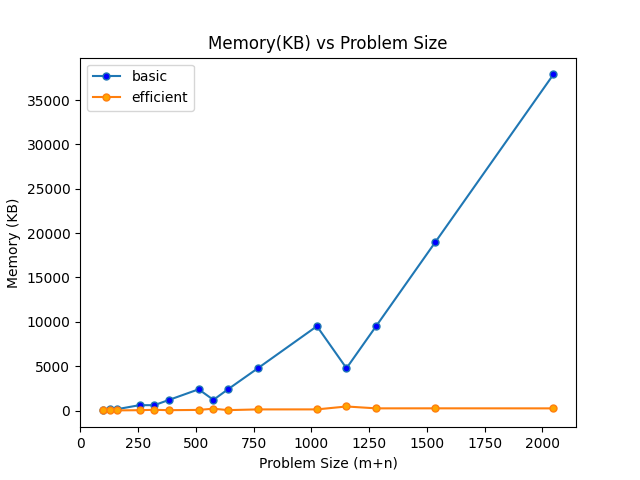 Memory(KB) vs Problem Size
basic
efficient
35000
30000
25000
20000
15000
10000
5000
0
Memory (KB)
0 250 500 750 1000 1250 1500 1750 2000
Problem Size (m+n)